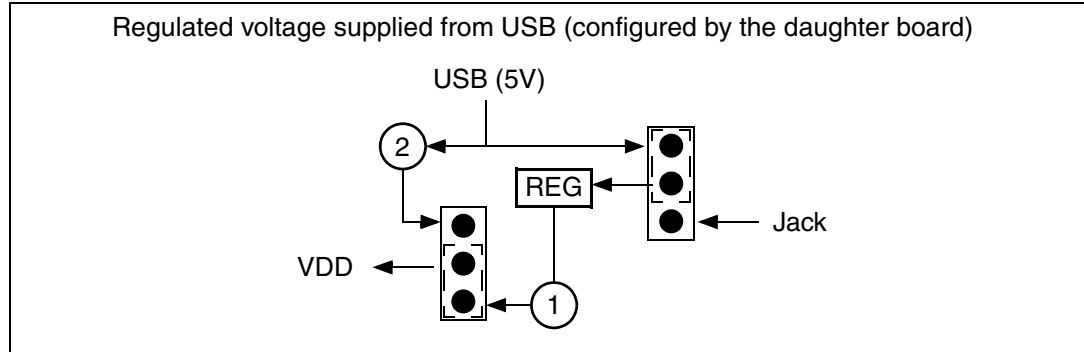 Regulated voltage supplied from USB (configured by the daughter board)
USB (5V)
2
REG
Jack
VDD
1